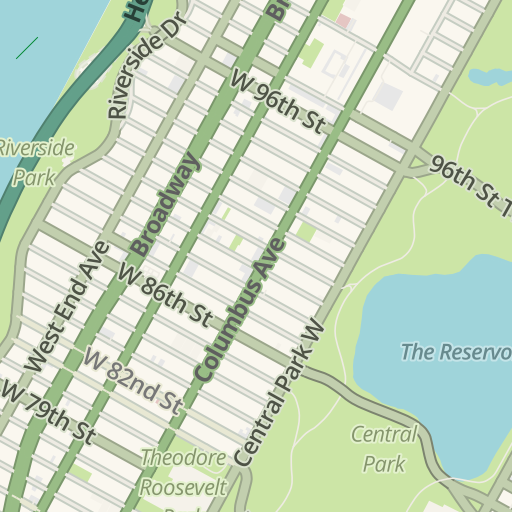 Riverside Dr
W 96th St
96th St T
Riverside
Park
Broadway
West End Ave
W 86th St
Columbus Ave
Central Park W
The Reservo
W 82nd St
W 79th St
Central
Park
Theodore
Roosevelt